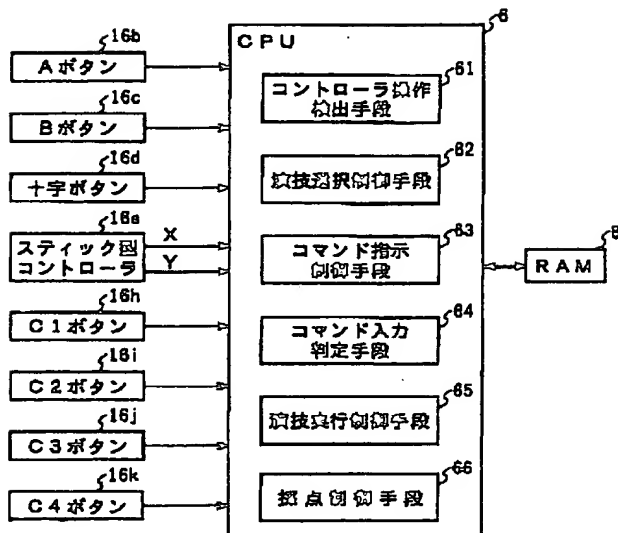 16b
Aボタン
16c
Bボタン
16d
十字ボタン
スティック型
コントローラ
X
Y
16h
C1ボタン
16i
C2ボタン
16j
C3ボタン
16k
C4ボタン
6
CPU
61
コントローラ操作
検出手段
62
演技選択制御手段
63
コマンド指示
制御手段
64
コマンド入力
判定手段
65
演技実行制御手段
66
採点制御手段
RAM